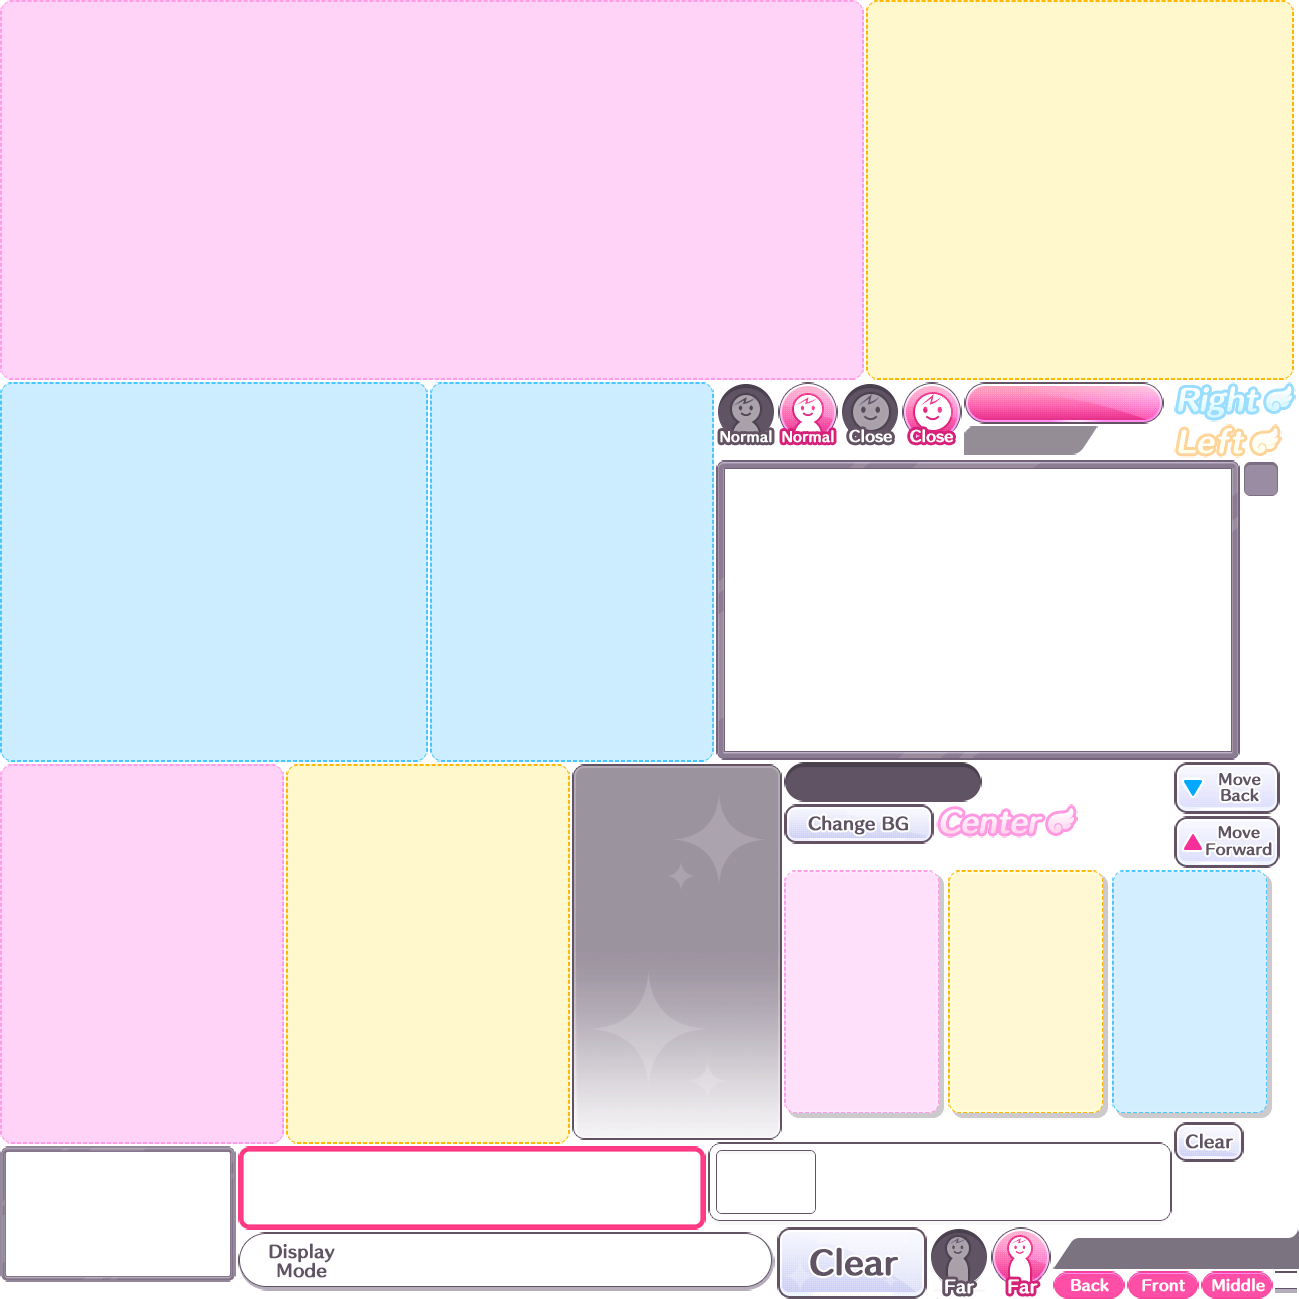 Normal
Normal
Close
Close
Right
Left
Change BG
Center
Move
Back
Move
Forward
Clear
Display
Mode
Clear
Far
Far
Back
Front
Middle